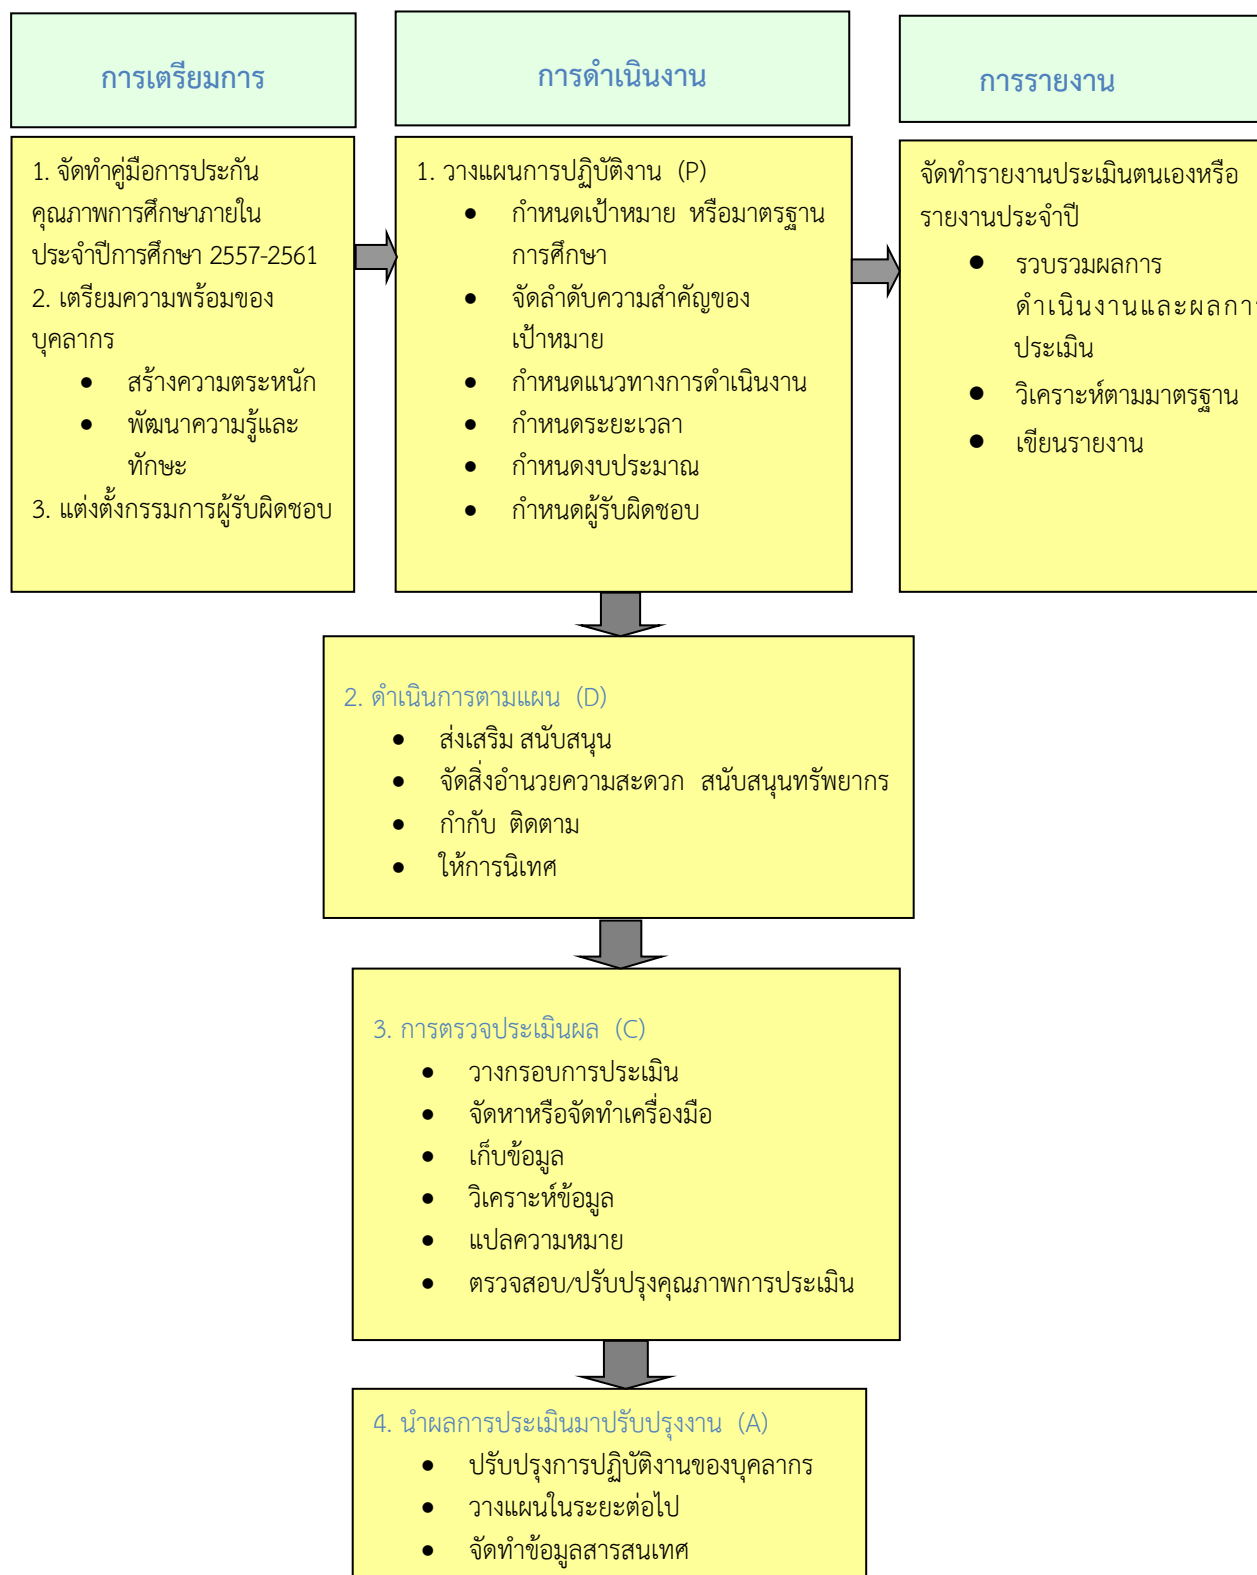 การเตรียมการ
การดำเนินงาน
การรายงาน
1. จัดทำคู่มือการประกัน
คุณภาพการศึกษาภายใน
ประจำปีการศึกษา 2557-2561
2. เตรียมความพร้อมของ
บุคลากร
● สร้างความตระหนัก
● พัฒนาความรู้และ
ทักษะ
3. แต่งตั้งกรรมการผู้รับผิดชอบ
1. วางแผนการปฏิบัติงาน (P)
● กำหนดเป้าหมาย หรือมาตรฐาน
การศึกษา
● จัดลำดับความสำคัญของ
เป้าหมาย
● กำหนดแนวทางการดำเนินงาน
● กำหนดระยะเวลา
● กำหนดงบประมาณ
● กำหนดผู้รับผิดชอบ
จัดทำรายงานประเมินตนเองหรือ
รายงานประจำปี
● รวบรวมผลการ
ดำเนินงานและผลการ
ประเมิน
● วิเคราะห์ตามมาตรฐาน
● เขียนรายงาน
2. ดำเนินการตามแผน (D)
● ส่งเสริม สนับสนุน
● จัดสิ่งอำนวยความสะดวก สนับสนุนทรัพยากร
● กำกับ ติดตาม
● ให้การนิเทศ
3. การตรวจประเมินผล (C)
● วางกรอบการประเมิน
● จัดหาหรือจัดทำเครื่องมือ
● เก็บข้อมูล
● วิเคราะห์ข้อมูล
● แปลความหมาย
● ตรวจสอบ/ปรับปรุงคุณภาพการประเมิน
4. นำผลการประเมินมาปรับปรุงงาน (A)
● ปรับปรุงการปฏิบัติงานของบุคลากร
● วางแผนในระยะต่อไป
● จัดทำข้อมูลสารสนเทศ